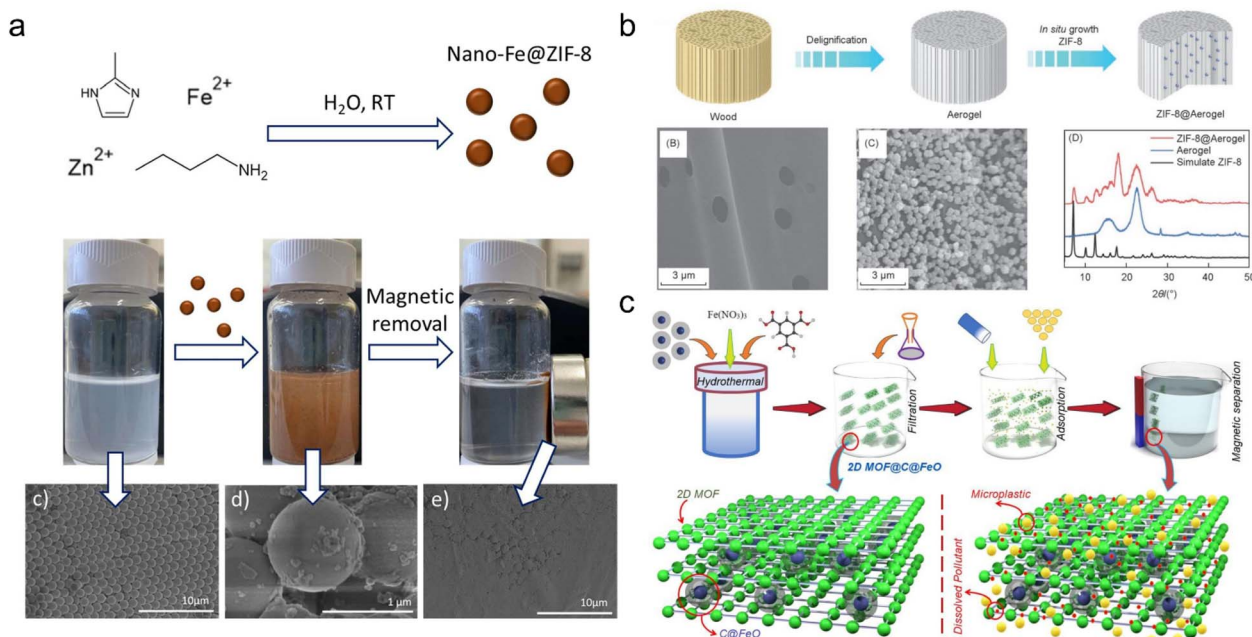 a
HN
N
Fe2+
Zn2+
NH2
H2O, RT
Nano-Fe@ZIF-8
Magnetic
removal
c)
10μm
d)
1 μm
e)
10μm
b
Wood
Delignification
Aerogel
In situ growth
ZIF-8
ZIF-8@Aerogel
(B)
3 μm
(C)
3 μm
(D)
ZIF-8@Aerogel
Aerogel
Simulate ZIF-8
10
20
30
40
50
2θ/(°)
c
Fe(NO3)3
Hydrothermal
Filtration
Adsorption
Magnetic separation
2D MOF@C@FeO
2D MOF
C@FeO
Microplastic
Dissolved Pollutant